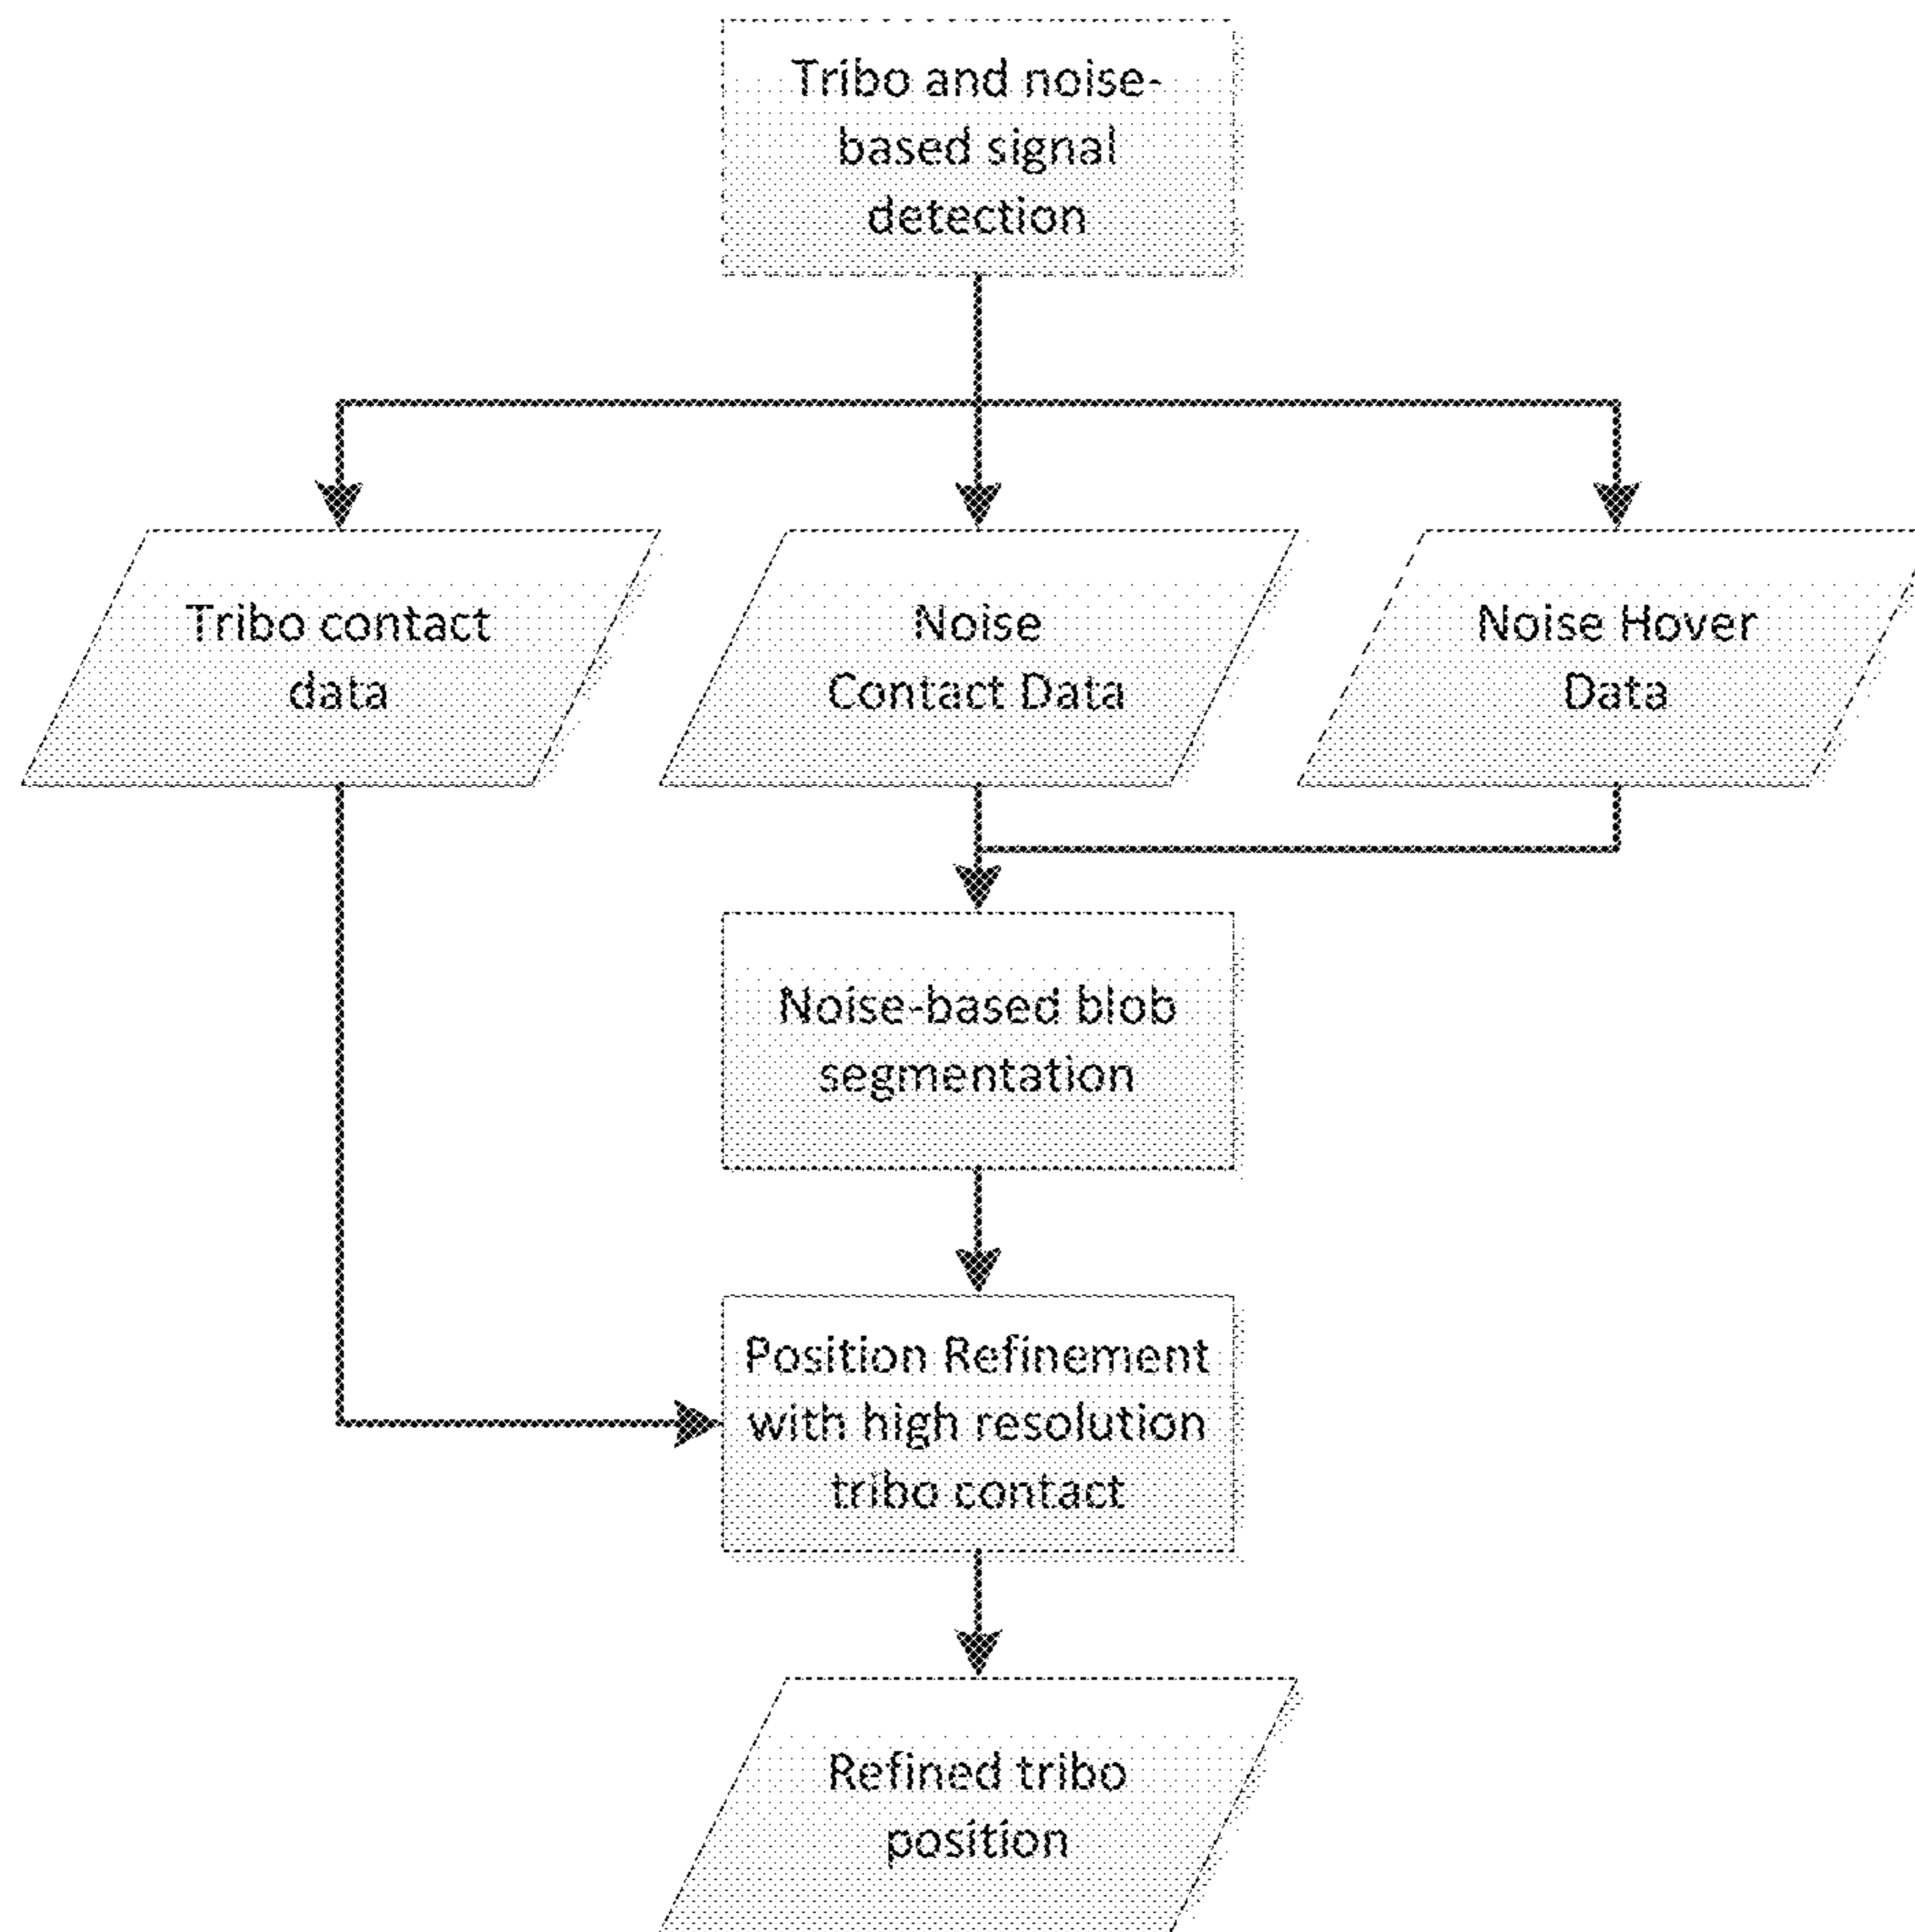 Tribo and noise-
based signal
detection
Tribo contact
data
Noise
Contact Data
Noise Hover
Data
Noise-based blob
segmentation
Position Refinement
with high resolution
tribo contact
Refined tribo
position